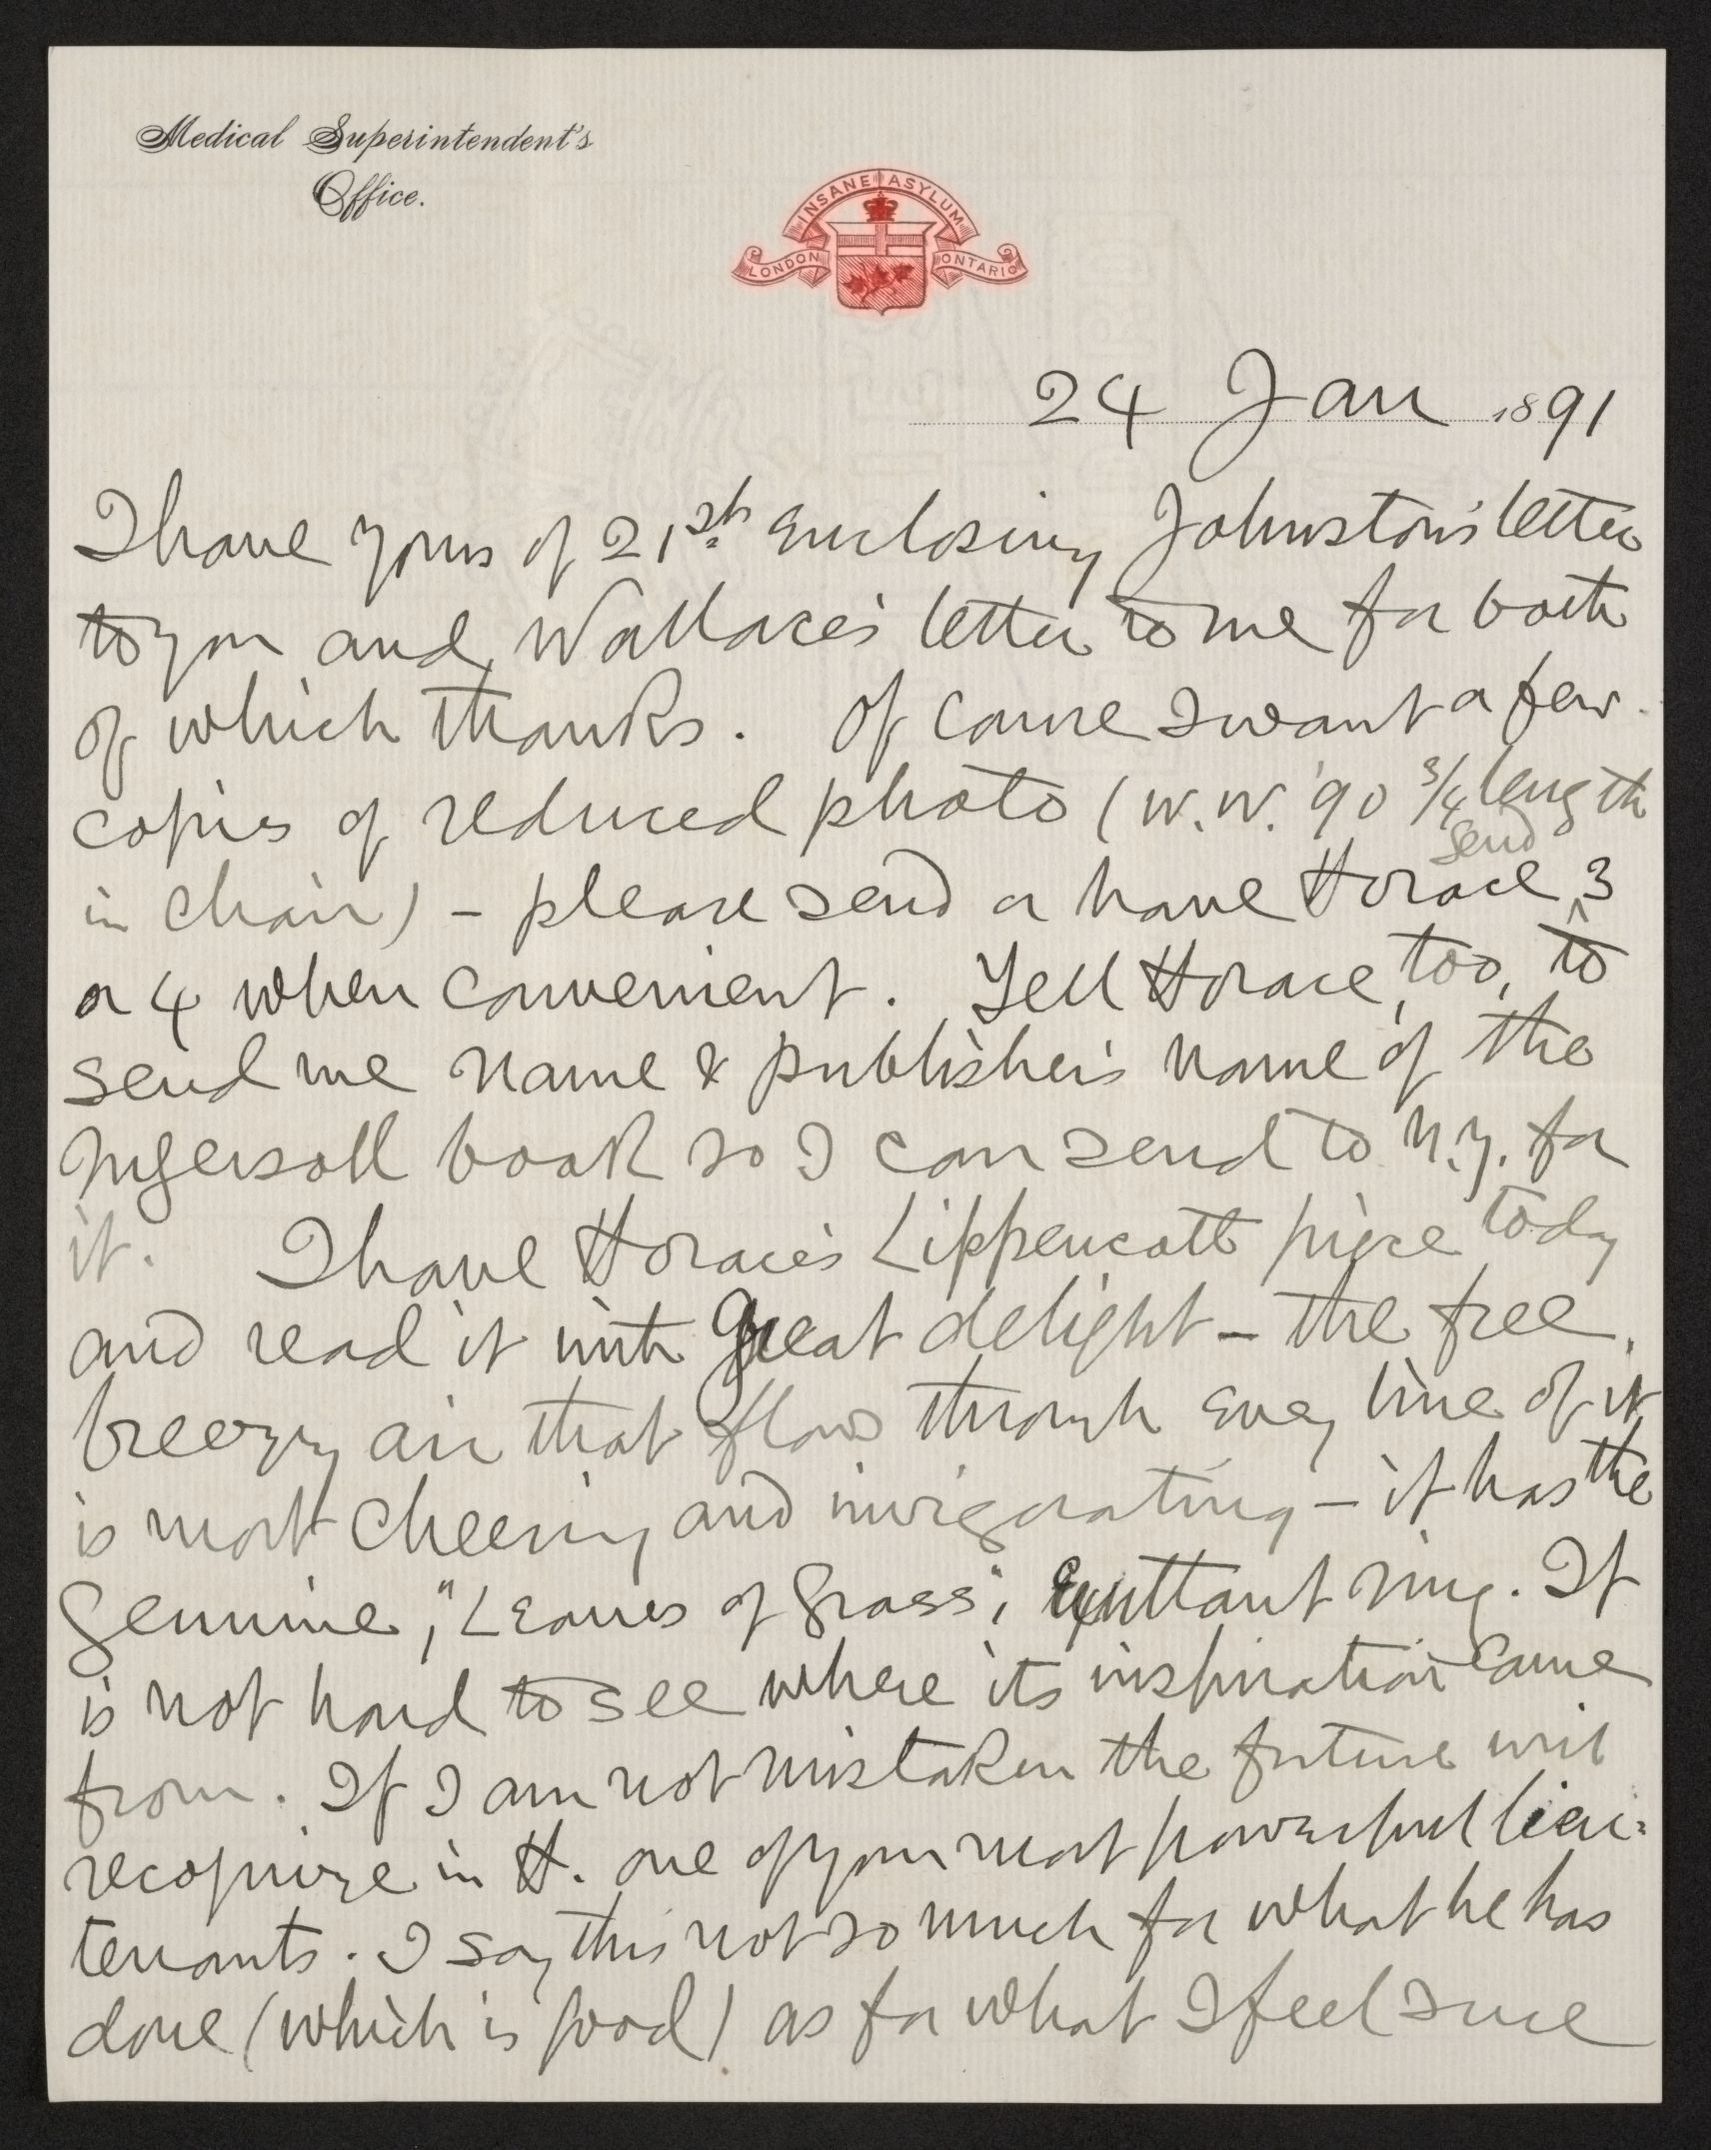 Medical Superintendent's
Office.
INSANE ASYLUM
LONDON ONTARIO
24 Jan 1891
I have yours of 21st enclosing Johnston's letter
to you and Wallace's letter to me for both
of which thanks. Of course I want a few
copies of reduced photo (W.W. '90 3/4 length
in chair) – please send or have Horace send 3
or 4 when convenient. Tell Horace, too, to
send me name & publisher's name of the
Ingersoll book so I can send to N.Y. for
it. I have Horace's Lippencott piece today
and read it with great delight – the free,
breezy air that flows through every line of it
is most cheering and invigorating – it has the
genuine, "Leaves of Grass", exultant ring. It
is not hard to see where its inspiration came
from. If I am not mistaken the future will
recognize in H. one of your most powerful lieu-
tenants. I say this not so much for what he has
done (which is good) as for what I feel sure